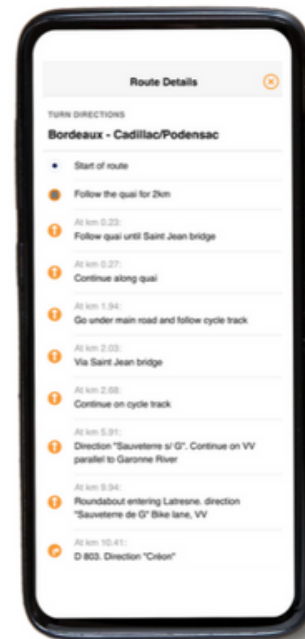 Route Details
TURN DIRECTIONS
Bordeaux - Cadillac/Podensac
Start of route
Follow the quai for 2km
At km 0.23:
Follow quai until Saint Jean bridge
At km 0.27:
Continue along quai
At km 1.94:
Go under main road and follow cycle track
At km 2.03:
Via Saint Jean bridge
At km 2.68:
Continue on cycle track
At km 5.91:
Direction "Sauveterre s/ G". Continue on VV
parallel to Garonne River
At km 9.94:
Roundabout entering Latresne. direction
"Sauveterre de G" Bike lane, VV
At km 10.41:
D 803. Direction "Créon"